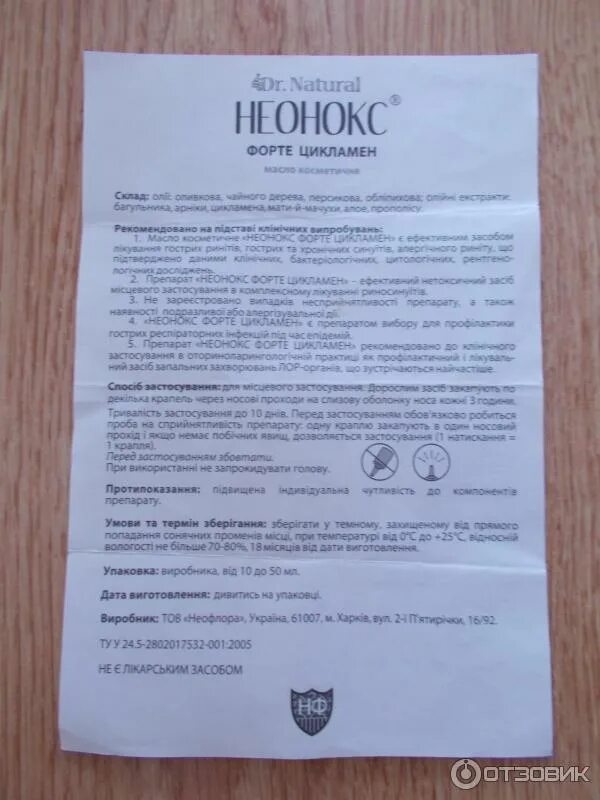 Dr. Natural
НЕОНОКС®
ФОРТЕ ЦИКЛАМЕН
масло косметичне
Склад: олії: оливкова, чайного дерева, персикова, обліпихова; олійні екстракти:
багульника, арніки, цикламена, мати-й-мачухи, алое, прополісу.
Рекомендовано на підставі клінічних випробувань:
1. Масло косметичне «НЕОНОКС ФОРТЕ ЦИКЛАМЕН» є ефективним засобом
лікування гострих ринітів, гострих та хронічних синуїтів, алергічного риніту, що
підтверджено даними клінічних, бактеріологічних, цитологічних, рентгено-
логічних досліджень.
2. Препарат «НЕОНОКС ФОРТЕ ЦИКЛАМЕН» - ефективний нетоксичний засіб
місцевого застосування в комплексному лікуванні риносинуїтів.
3. Не зареєстровано випадків несприйнятливості препарату, а також
наявності подразливої або алергізувальної дії.
4. «НЕОНОКС ФОРТЕ ЦИКЛАМЕН» є препаратом вибору для профілактики
гострих респіраторних інфекцій під час епідемій.
5. Препарат «НЕОНОКС ФОРТЕ ЦИКЛАМЕН» рекомендовано до клінічного
застосування в оториноларингологічній практиці як профілактичний і лікуваль-
ний засіб запальних захворювань ЛОР-органів, що зустрічаються найчастіше.
Спосіб застосування: для місцевого застосування. Дорослим засіб закапують по
декілька крапель через носові проходи на слизову оболонку носа кожні 3 години.
Тривалість застосування до 10 днів. Перед застосуванням обов'язково робиться
проба на сприйнятливість препарату: одну краплю закапують в один носовий
прохід і якщо немає побічних явищ, дозволяється застосування (1 натискання =
1 крапля).
Перед застосуванням збовтати.
При використанні не запрокидувати голову.
Протипоказання: підвищена індивідуальна чутливість до компонентів
препарату.
Умови та термін зберігання: зберігати у темному, захищеному від прямого
попадання сонячних променів місці, при температурі від 0°С до +25°С, відносній
вологості не більше 70-80%, 18 місяців від дати виготовлення.
Упаковка: виробника, від 10 до 50 мл.
Дата виготовлення: дивитись на упаковці.
Виробник: ТОВ «Неофлора», Україна, 61007, м. Харків, вул. 2-ї П'ятирічки, 16/92.
ТУ У 24.5-2802017532-001:2005
НЕ Є ЛІКАРСЬКИМ ЗАСОБОМ
НФ
ОТЗОВИК